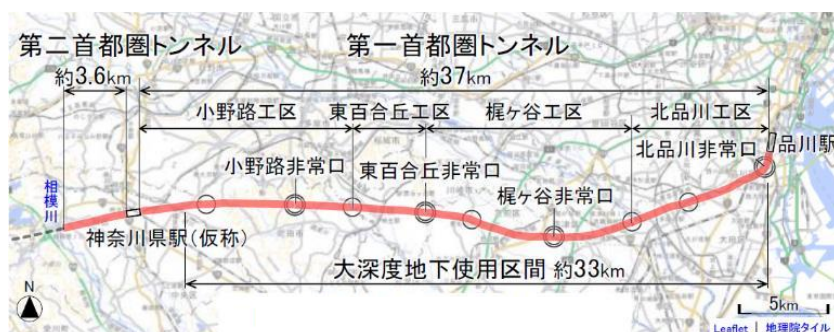 第二首都圏トンネル
第一首都圏トンネル
約3.6km
約37km
小野路工区
東百合丘工区
梶ヶ谷工区
北品川工区
小野路非常口
東百合丘非常口
梶ヶ谷非常口
北品川非常口
品川駅
相模川
神奈川県駅(仮称)
大深度地下使用区間 約33km
N
5km
Leaflet | 地理院タイル